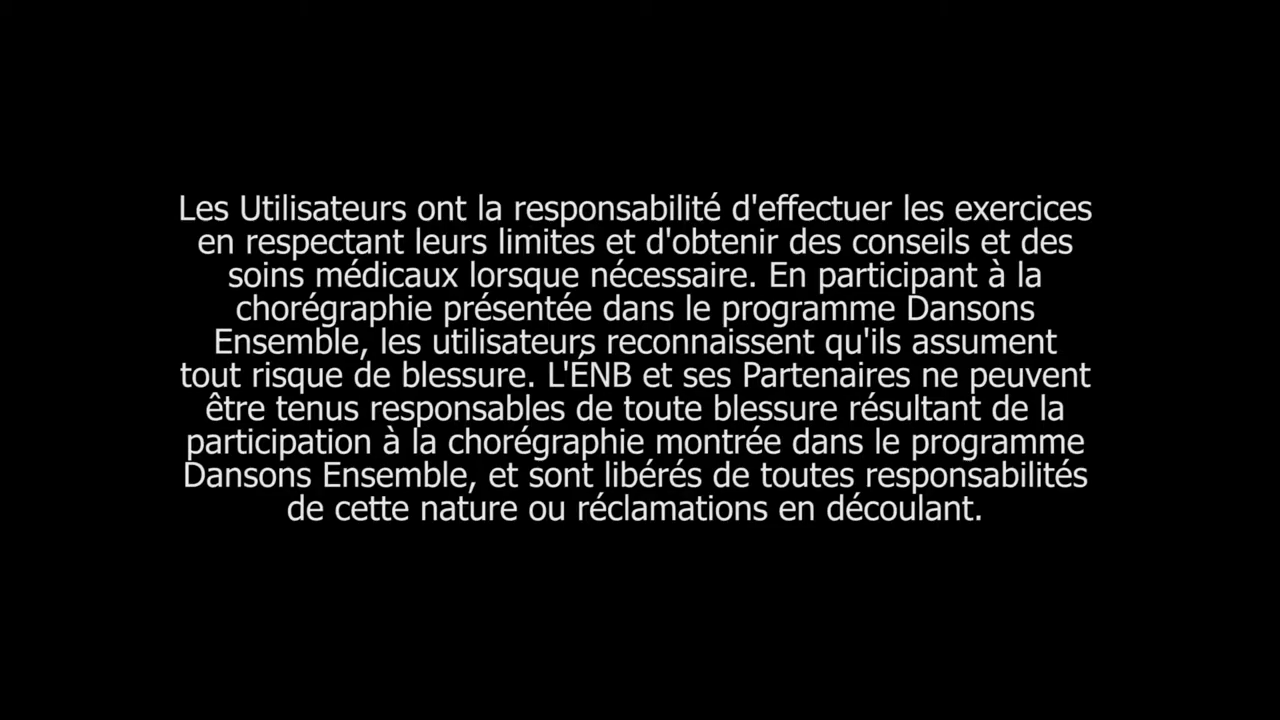 Les Utilisateurs ont la responsabilité d'effectuer les exercices
en respectant leurs limites et d'obtenir des conseils et des
soins médicaux lorsque nécessaire. En participant à la
chorégraphie présentée dans le programme Dansons
Ensemble, les utilisateurs reconnaissent qu'ils assument
tout risque de blessure. L'ÉNB et ses Partenaires ne peuvent
être tenus responsables de toute blessure résultant de la
participation à la chorégraphie montrée dans le programme
Dansons Ensemble, et sont libérés de toutes responsabilités
de cette nature ou réclamations en découlant.